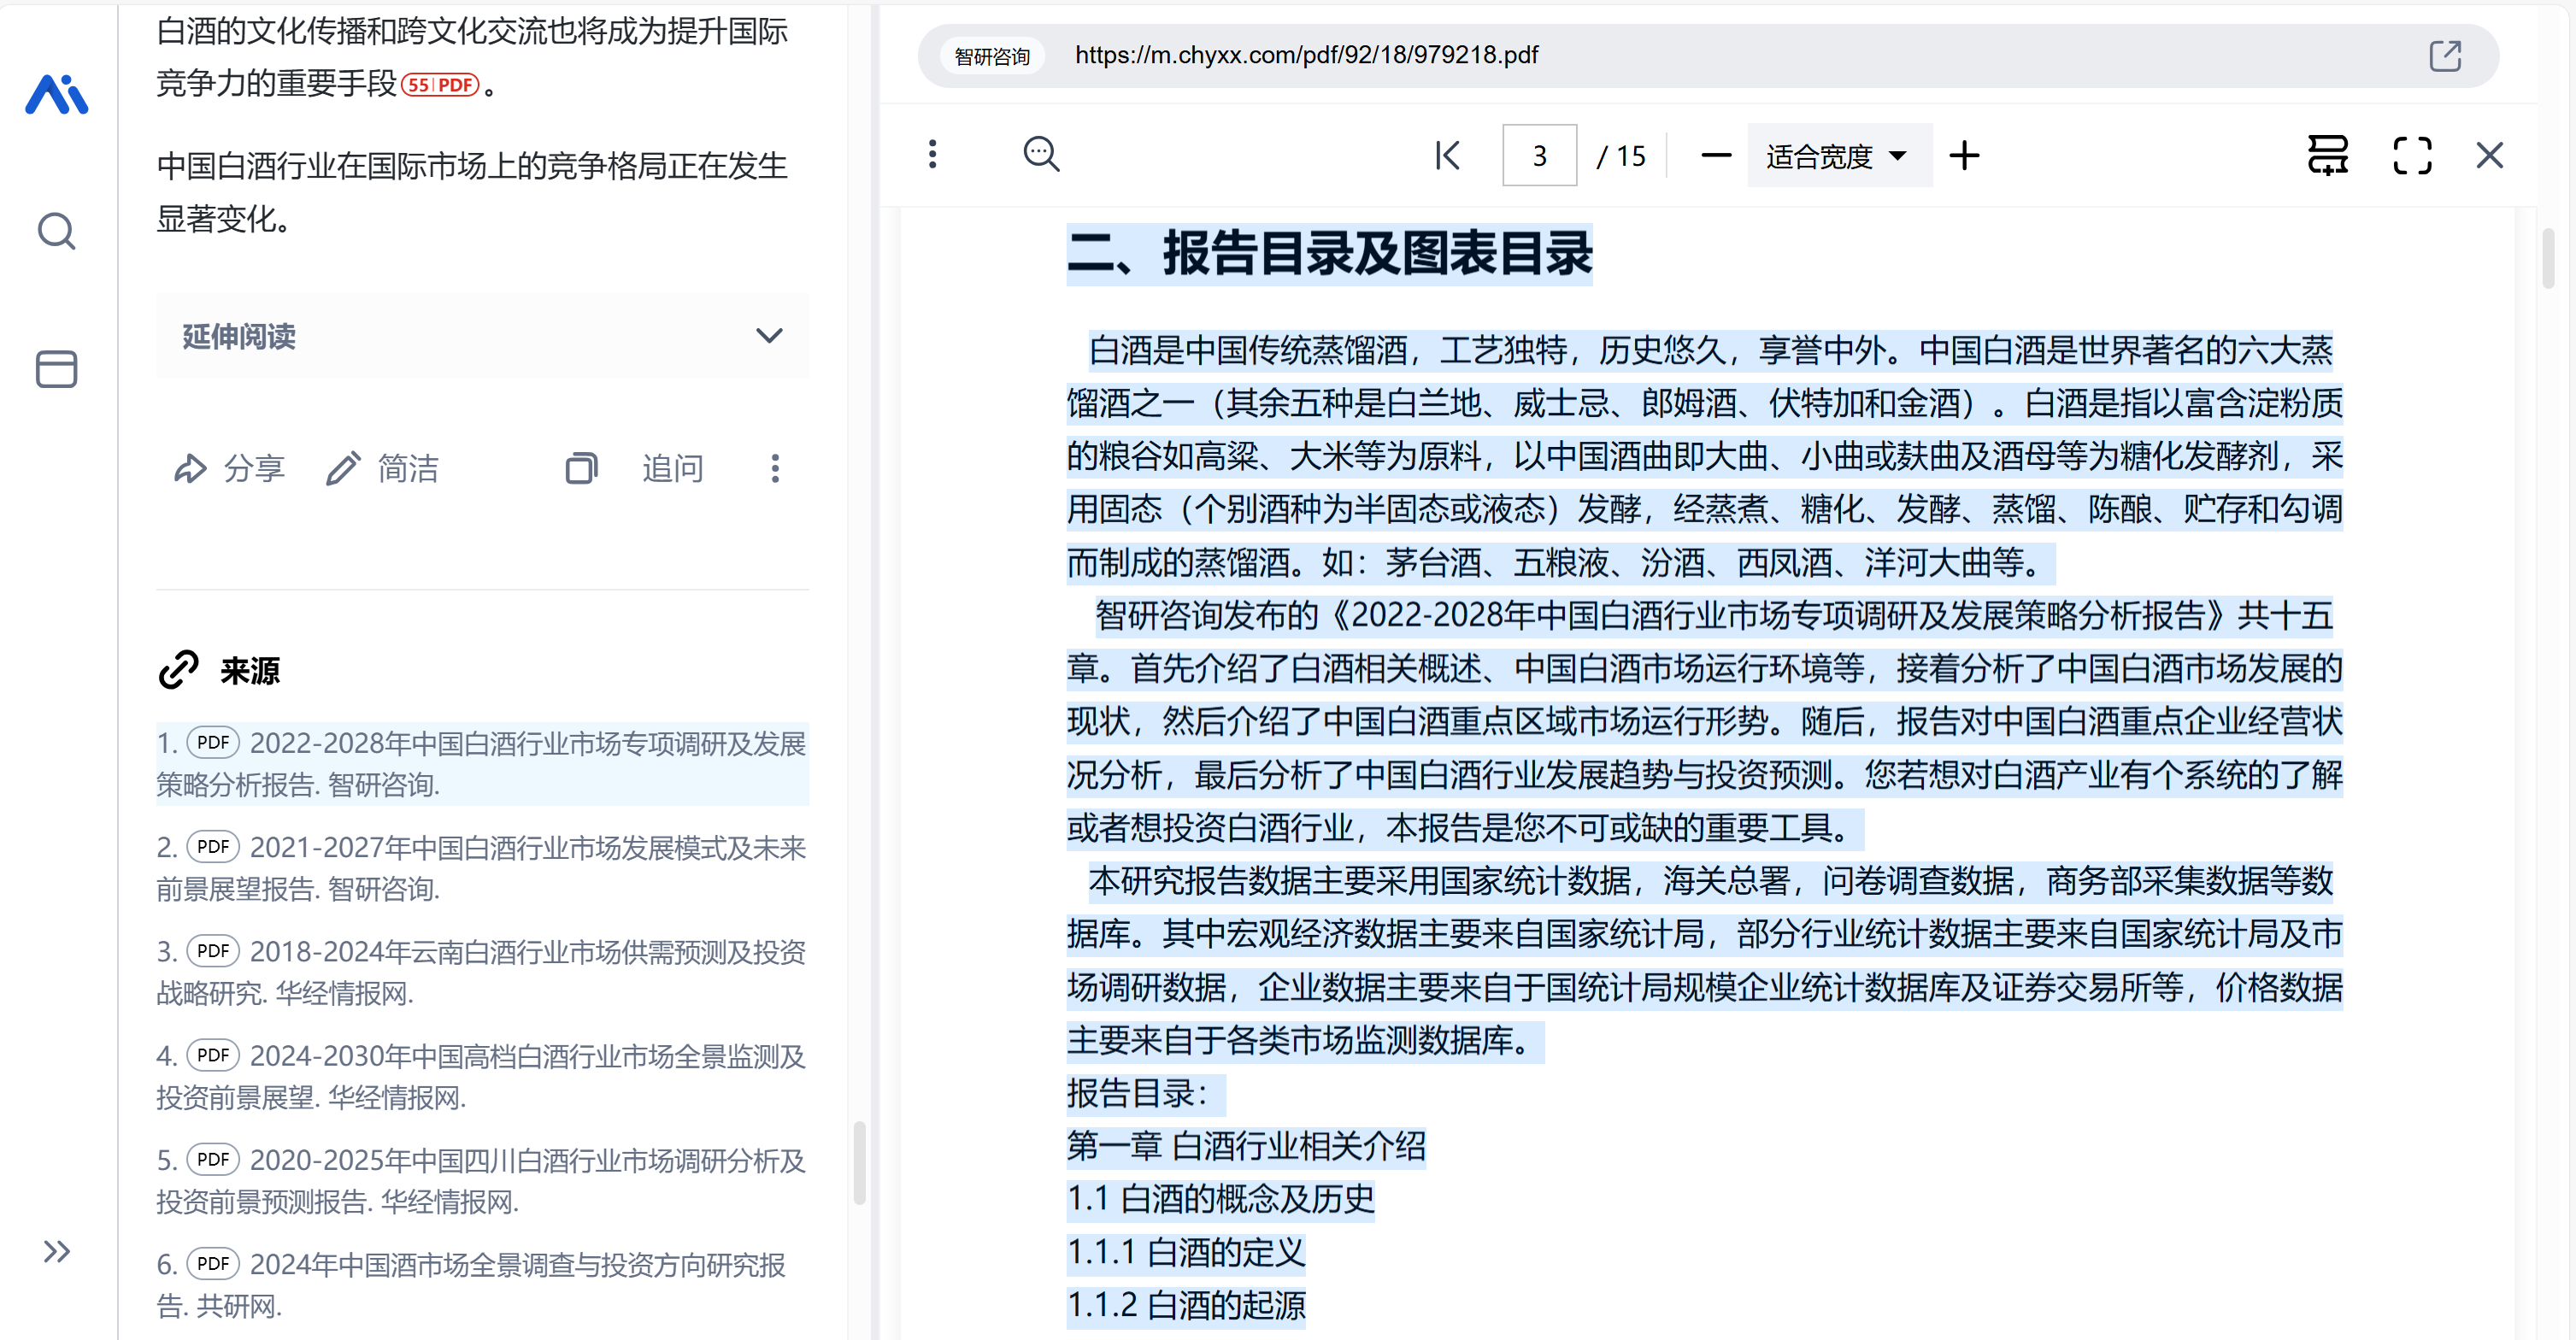 白酒的文化传播和跨文化交流也将成为提升国际
竞争力的重要手段 55 | PDF 。
中国白酒行业在国际市场上的竞争格局正在发生
显著变化。
延伸阅读
分享 简洁 追问
来源
1. PDF 2022-2028年中国白酒行业市场专项调研及发展
策略分析报告. 智研咨询.
2. PDF 2021-2027年中国白酒行业市场发展模式及未来
前景展望报告. 智研咨询.
3. PDF 2018-2024年云南白酒行业市场供需预测及投资
战略研究. 华经情报网.
4. PDF 2024-2030年中国高档白酒行业市场全景监测及
投资前景展望. 华经情报网.
5. PDF 2020-2025年中国四川白酒行业市场调研分析及
投资前景预测报告. 华经情报网.
6. PDF 2024年中国酒市场全景调查与投资方向研究报
告. 共研网.
智研咨询 https://m.chyxx.com/pdf/92/18/979218.pdf
3 / 15 适合宽度
二、报告目录及图表目录
白酒是中国传统蒸馏酒，工艺独特，历史悠久，享誉中外。中国白酒是世界著名的六大蒸
馏酒之一（其余五种是白兰地、威士忌、郎姆酒、伏特加和金酒）。白酒是指以富含淀粉质
的粮谷如高粱、大米等为原料，以中国酒曲即大曲、小曲或麸曲及酒母等为糖化发酵剂，采
用固态（个别酒种为半固态或液态）发酵，经蒸煮、糖化、发酵、蒸馏、陈酿、贮存和勾调
而制成的蒸馏酒。如：茅台酒、五粮液、汾酒、西凤酒、洋河大曲等。
智研咨询发布的《2022-2028年中国白酒行业市场专项调研及发展策略分析报告》共十五
章。首先介绍了白酒相关概述、中国白酒市场运行环境等，接着分析了中国白酒市场发展的
现状，然后介绍了中国白酒重点区域市场运行形势。随后，报告对中国白酒重点企业经营状
况分析，最后分析了中国白酒行业发展趋势与投资预测。您若想对白酒产业有个系统的了解
或者想投资白酒行业，本报告是您不可或缺的重要工具。
本研究报告数据主要采用国家统计数据，海关总署，问卷调查数据，商务部采集数据等数
据库。其中宏观经济数据主要来自国家统计局，部分行业统计数据主要来自国家统计局及市
场调研数据，企业数据主要来自于国统计局规模企业统计数据库及证券交易所等，价格数据
主要来自于各类市场监测数据库。
报告目录：
第一章 白酒行业相关介绍
1.1 白酒的概念及历史
1.1.1 白酒的定义
1.1.2 白酒的起源